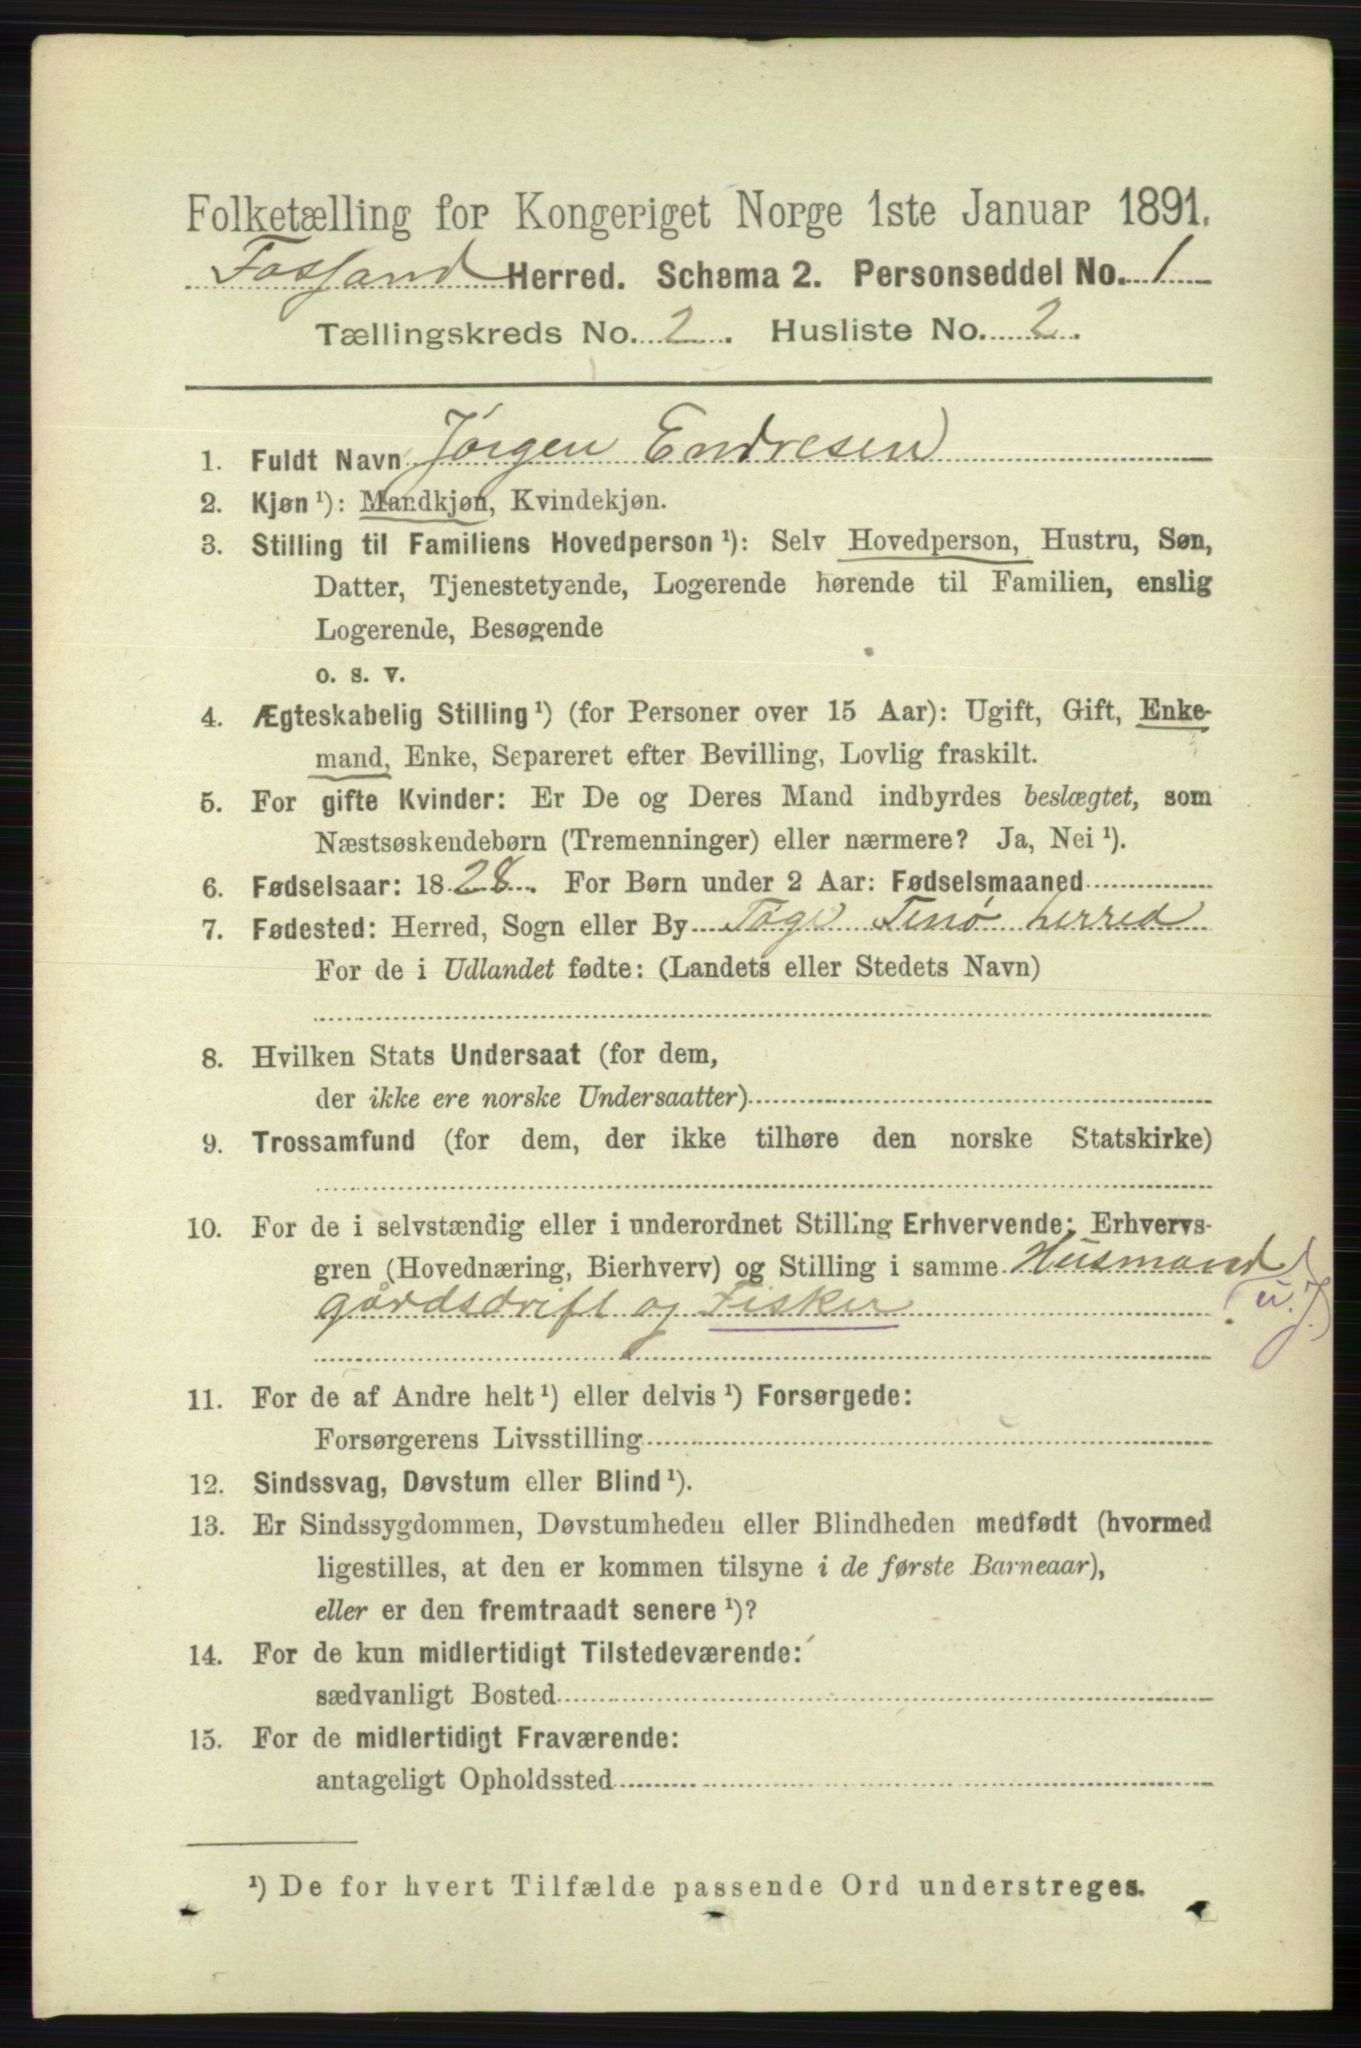 Folketælling for Kongeriget Norge 1ste Januar 1891.
Fossand Herred. Schema 2. Personseddel No. 1
Tællingskreds No. 2. Husliste No. 2.
1. Fuldt Navn Jørgen Endresen
2. Kjøn ¹): Mandkjøn, Kvindekjøn.
3. Stilling til Familiens Hovedperson ¹): Selv Hovedperson, Hustru, Søn,
Datter, Tjenestetyende, Logerende hørende til Familien, enslig
Logerende, Besøgende
o. s. v.
4. Ægteskabelig Stilling ¹) (for Personer over 15 Aar): Ugift, Gift, Enke-
mand, Enke, Separeret efter Bevilling, Lovlig fraskilt.
5. For gifte Kvinder: Er De og Deres Mand indbyrdes beslægtet, som
Næstsøskendebørn (Tremenninger) eller nærmere? Ja, Nei ¹).
6. Fødselsaar: 1828. For Børn under 2 Aar: Fødselsmaaned
7. Fødested: Herred, Sogn eller By Tinø herred
For de i Udlandet fødte: (Landets eller Stedets Navn)
8. Hvilken Stats Undersaat (for dem,
der ikke ere norske Undersaatter)
9. Trossamfund (for dem, der ikke tilhøre den norske Statskirke)
10. For de i selvstændig eller i underordnet Stilling Erhvervende: Erhvervs-
gren (Hovednæring, Bierhverv) og Stilling i samme Husmand
(u. J)
gårdsdrift og Fisker
11. For de af Andre helt ¹) eller delvis ¹) Forsørgede:
Forsørgerens Livsstilling
12. Sindssvag, Døvstum eller Blind ¹).
13. Er Sindssygdommen, Døvstumheden eller Blindheden medfødt (hvormed
ligestilles, at den er kommen tilsyne i de første Barneaar),
eller er den fremtraadt senere ¹)?
14. For de kun midlertidigt Tilstedeværende:
sædvanligt Bosted
15. For de midlertidigt Fraværende:
antageligt Opholdssted
¹) De for hvert Tilfælde passende Ord understreges.